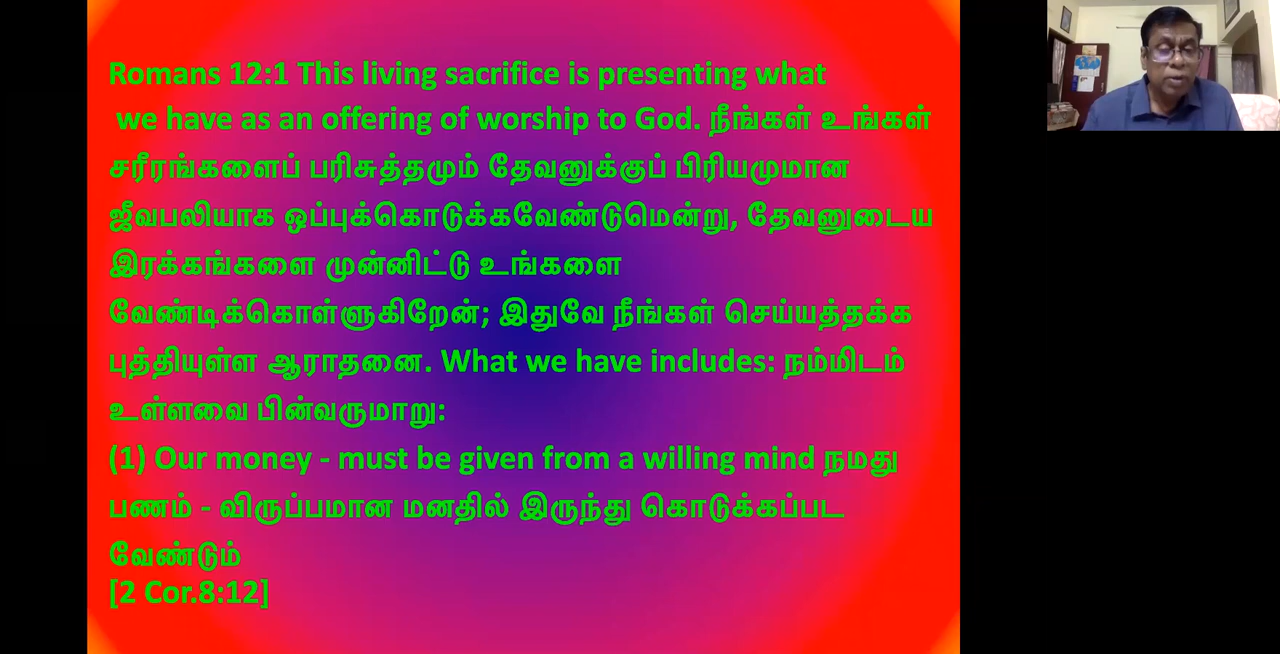 Romans 12:1 This living sacrifice is presenting what
we have as an offering of worship to God. நீங்கள் உங்கள்
சரீரங்களைப் பரிசுத்தமும் தேவனுக்குப் பிரியமுமான
ஜீவபலியாக ஒப்புக்கொடுக்கவேண்டுமென்று, தேவனுடைய
இரக்கங்களை முன்னிட்டு உங்களை
வேண்டிக்கொள்ளுகிறேன்; இதுவே நீங்கள் செய்யத்தக்க
புத்தியுள்ள ஆராதனை. What we have includes: நம்மிடம்
உள்ளவை பின்வருமாறு:
(1) Our money - must be given from a willing mind நமது
பணம் - விருப்பமான மனதில் இருந்து கொடுக்கப்பட
வேண்டும்
[2 Cor.8:12]